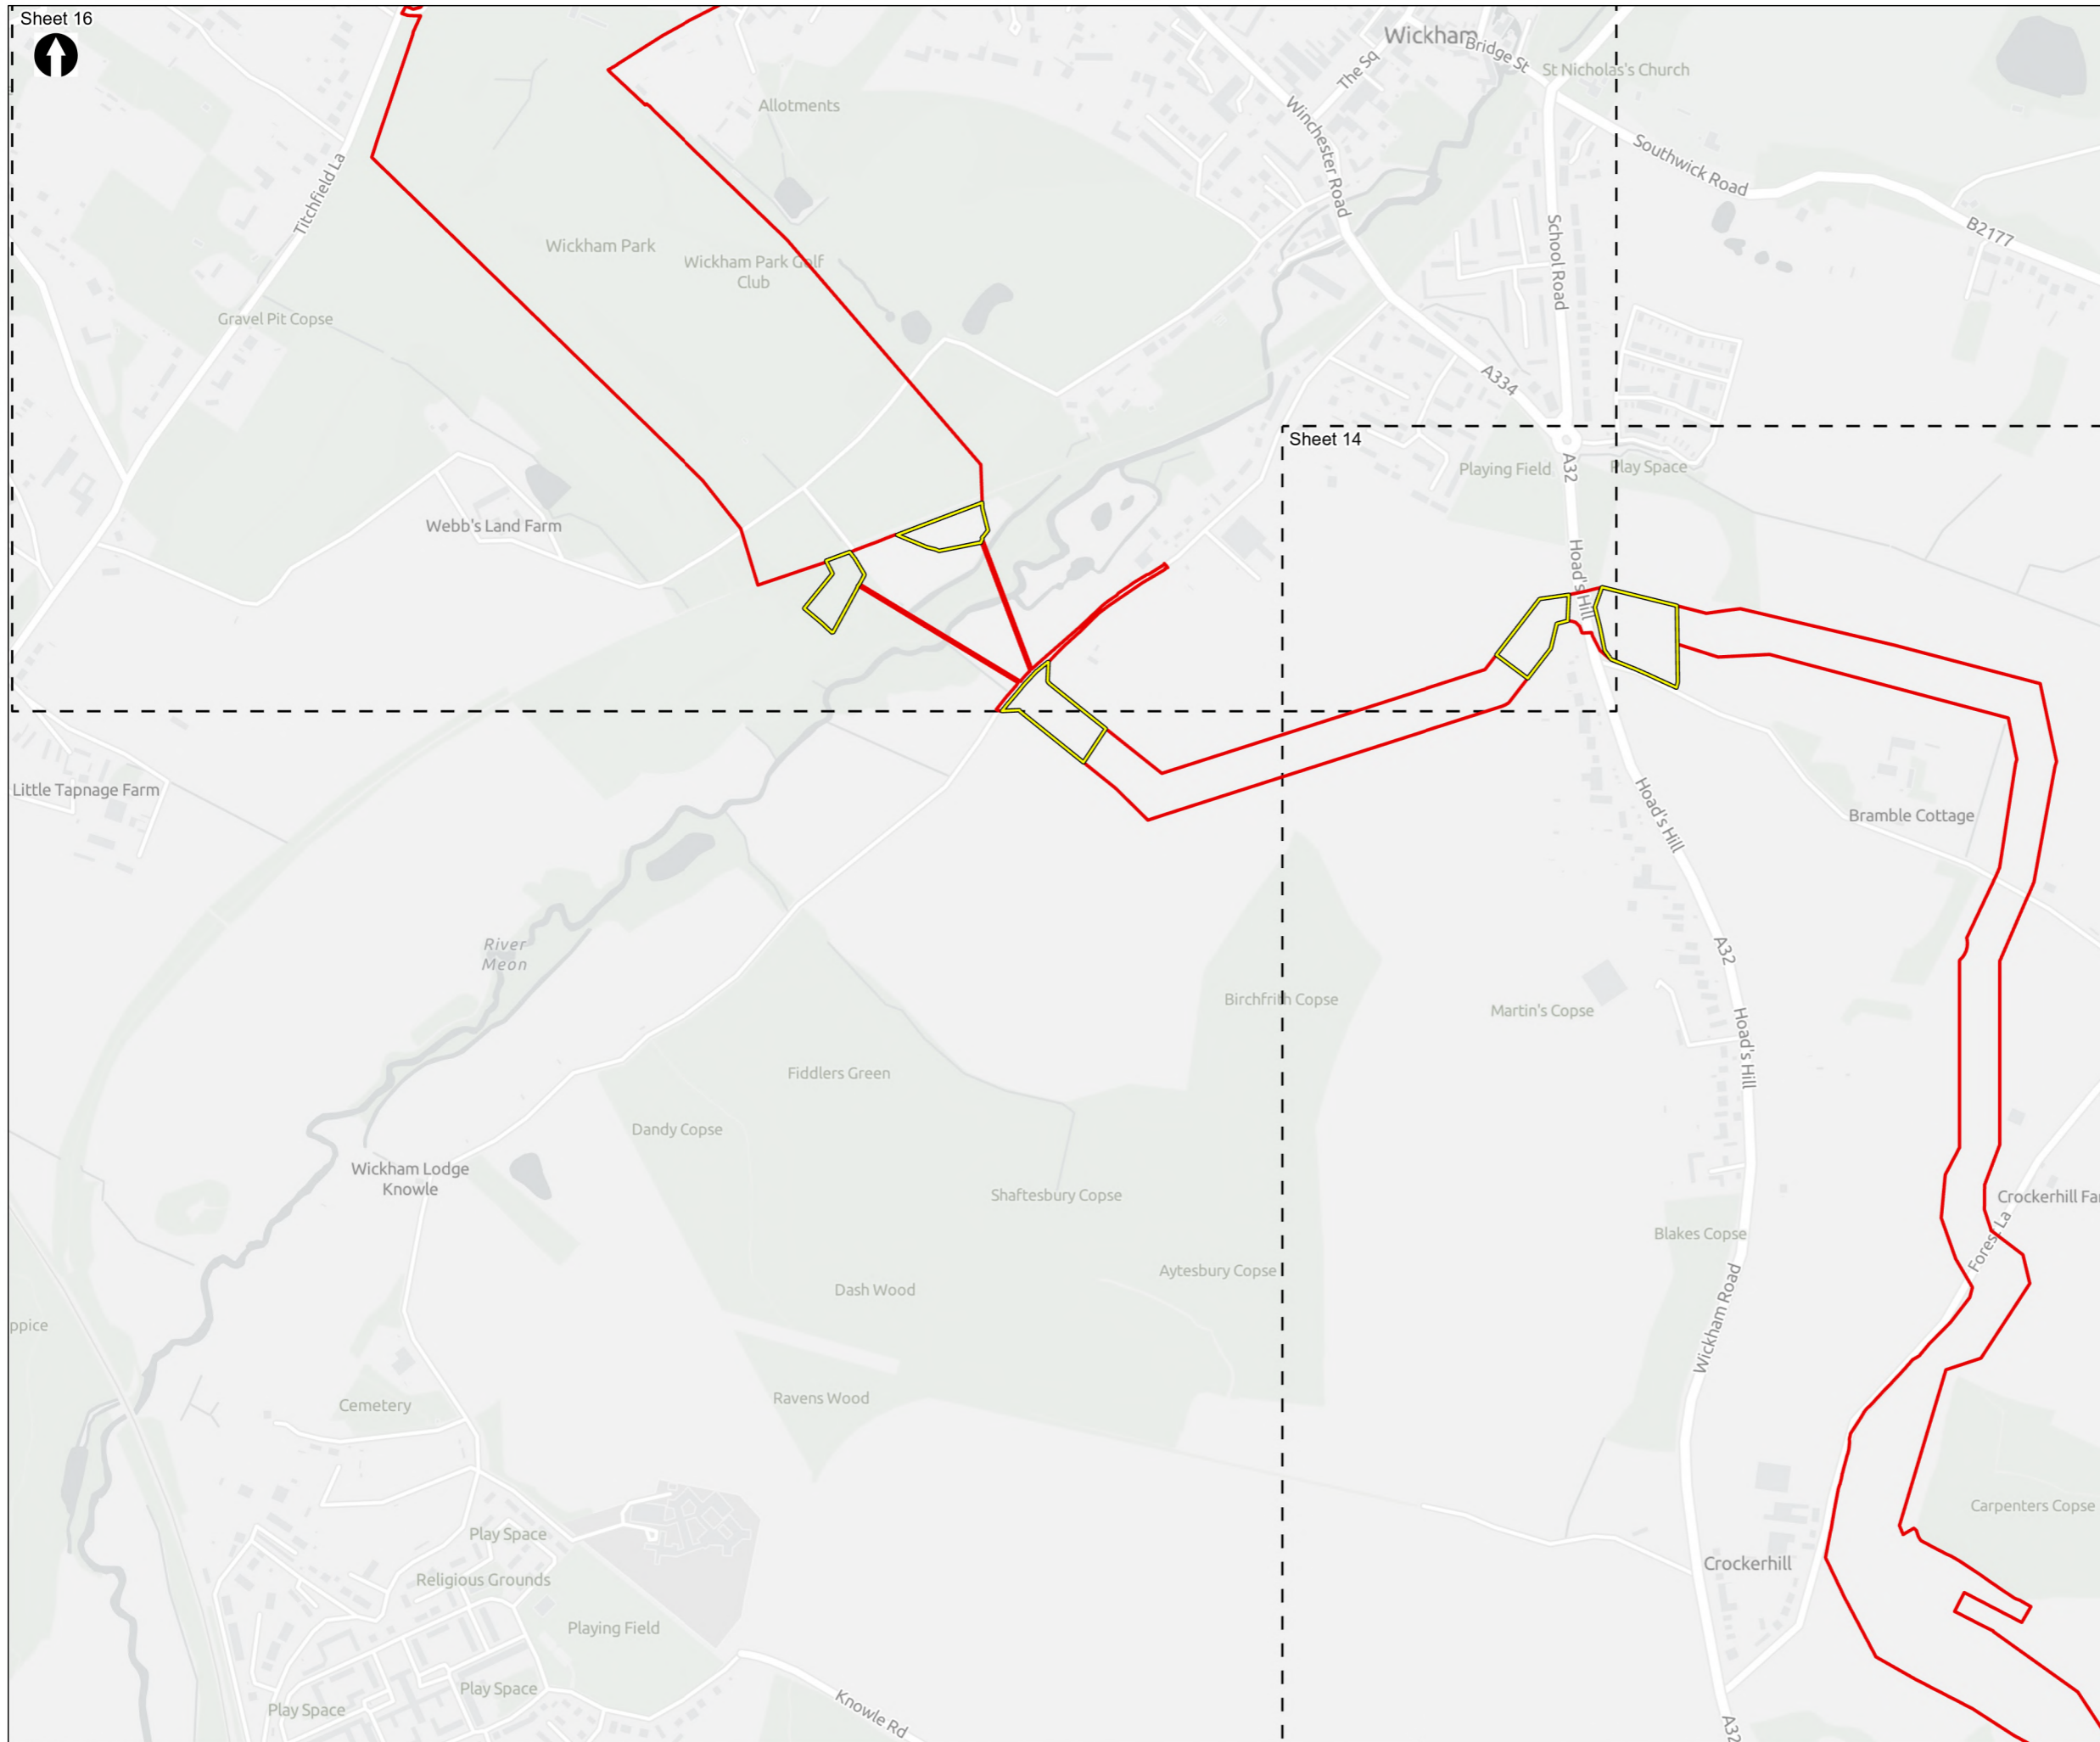 Sheet 16
Wickham
Bridge St
The Sq
St Nicholas's Church
Allotments
Winchester Road
Southwick Road
Titchfield La
B2177
School Road
Wickham Park
Wickham Park Golf
Club
Gravel Pit Copse
A334
Sheet 14
Playing Field
A32
Play Space
Webb's Land Farm
Hoad's Hill
Little Tapnage Farm
Hoad's Hill
Bramble Cottage
River
Meon
A32
Birchfrith Copse
Martin's Copse
Hoad's Hill
Fiddlers Green
Dandy Copse
Wickham Lodge
Knowle
Shaftesbury Copse
Crockerhill Far
Blakes Copse
Forest La
Aytesbury Copse
Dash Wood
ppice
Wickham Road
Ravens Wood
Cemetery
Carpenters Copse
Play Space
Crockerhill
Religious Grounds
Playing Field
Play Space
Play Space
Knowle Rd
A32